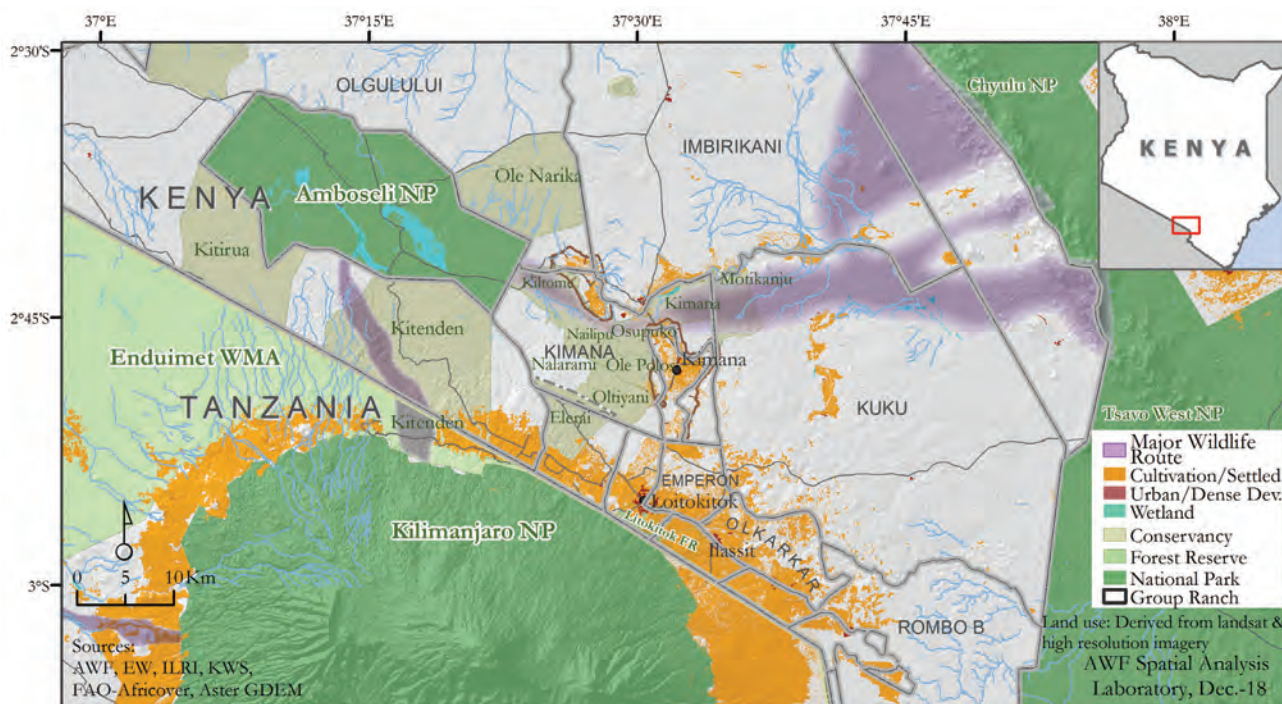 37°E
37°15'E
37°30'E
37°45'E
38°E
2°30'S
2°45'S
3°S
OLGULULUI
Chyulu NP
KENYA
IMBIRIKANI
Ole Narika
KENYA
Amboseli NP
Kitirua
Kiltome
Motikanju
Kimana
Kitenden
Nailipu
Osupuko
Enduimet WMA
KIMANA
Nalarami
Ole Polos
Kimana
Oltiyani
TANZANIA
Kitenden
Elerai
KUKU
Tsavo West NP
EMPERON
Loitokitok
Kilimanjaro NP
Litokitok FR
OLKARKAR
Ilassit
ROMBO B
0 5 10 Km
Major Wildlife
Route
Cultivation/Settled
Urban/Dense Dev.
Wetland
Conservancy
Forest Reserve
National Park
Group Ranch
Land use: Derived from landsat &
high resolution imagery
AWF Spatial Analysis
Laboratory, Dec.-18
Sources:
AWF, EW, ILRI, KWS,
FAO-Africover, Aster GDEM